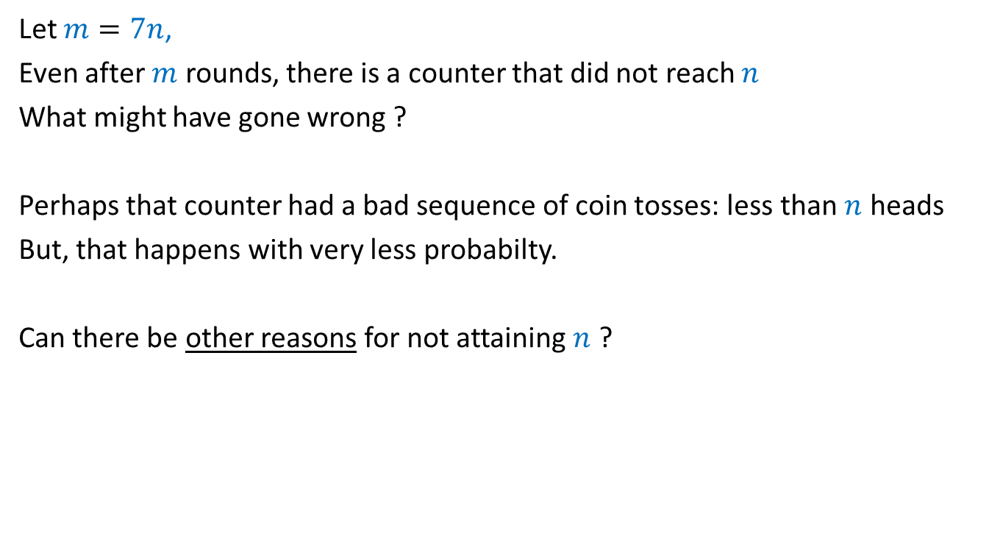 Let m = 7n,
Even after m rounds, there is a counter that did not reach n
What might have gone wrong ?
Perhaps that counter had a bad sequence of coin tosses: less than n heads
But, that happens with very less probabilty.
Can there be other reasons for not attaining n ?